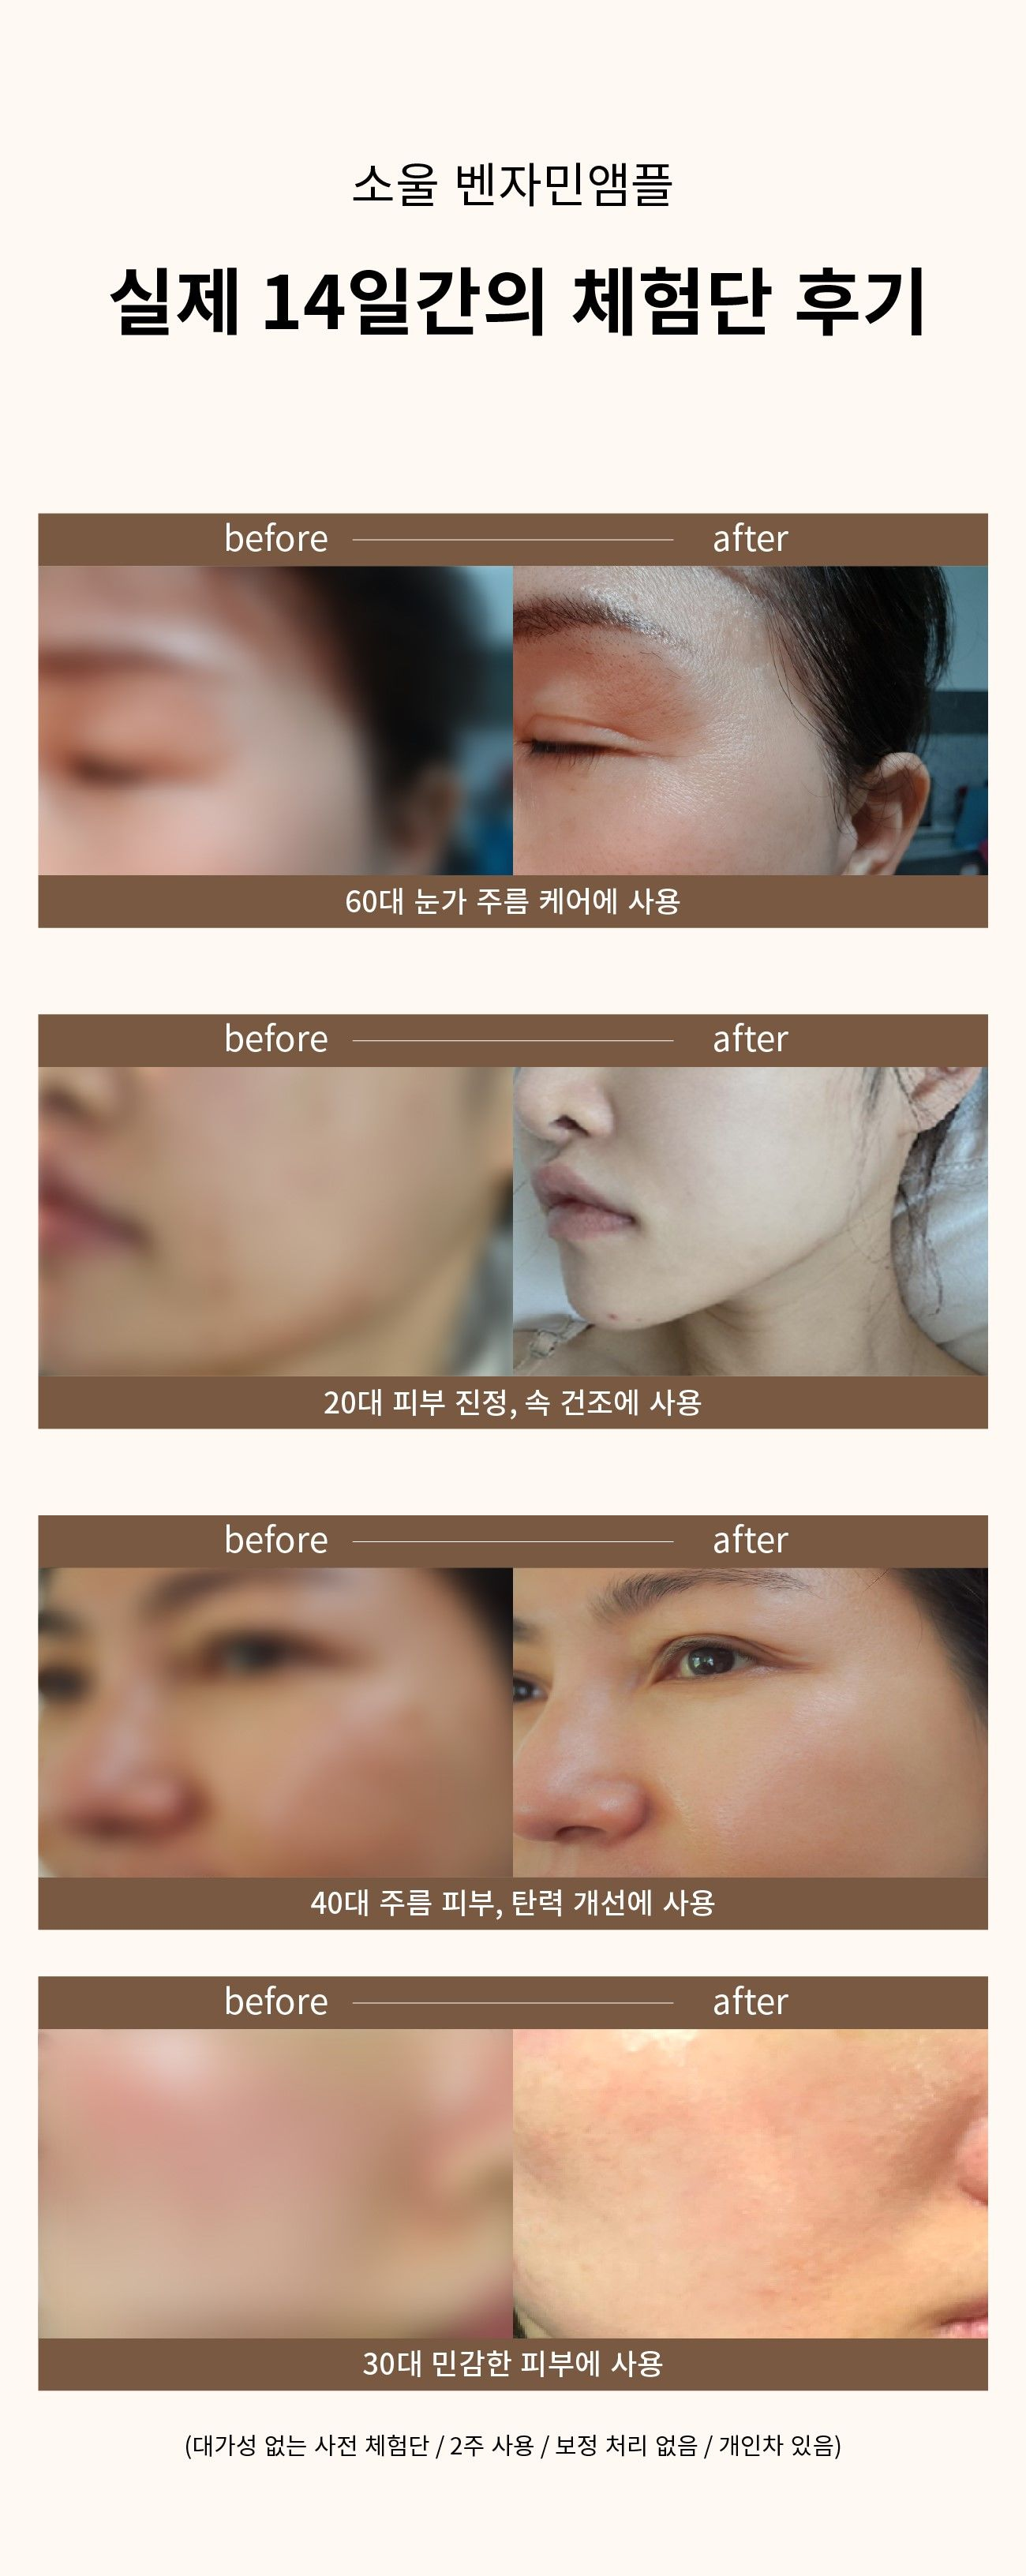 소울 벤자민앰플
실제 14일간의 체험단 후기
before after
60대 눈가 주름 케어에 사용
before after
20대 피부 진정, 속 건조에 사용
before after
40대 주름 피부, 탄력 개선에 사용
before after
30대 민감한 피부에 사용
(대가성 없는 사전 체험단 / 2주 사용 / 보정 처리 없음 / 개인차 있음)